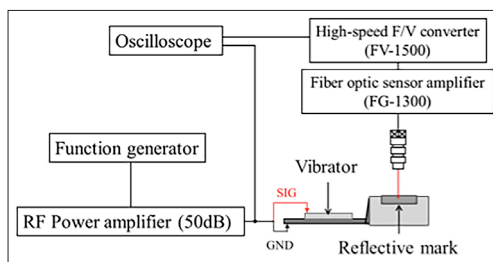 Oscilloscope
High-speed F/V converter
(FV-1500)
Fiber optic sensor amplifier
(FG-1300)
Function generator
Vibrator
SIG
RF Power amplifier (50dB)
GND
Reflective mark